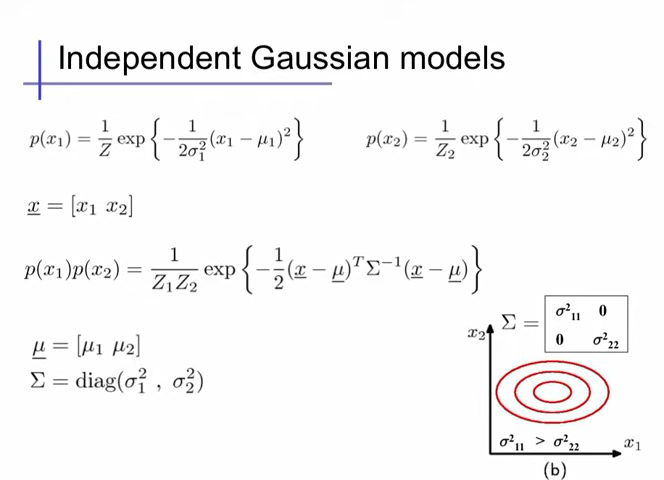 Independent Gaussian models
p(x₁) = 1/Z exp{−1/(2σ₁²)(x₁ − μ₁)²} p(x₂) = 1/Z₂ exp{−1/(2σ₂²)(x₂ − μ₂)²}
x = [x₁ x₂]
p(x₁)p(x₂) = 1/(Z₁Z₂) exp{−1/2(x − μ)ᵀΣ⁻¹(x − μ)}
μ = [μ₁ μ₂]
Σ = diag(σ₁² , σ₂²)
x₂
Σ =
σ²₁₁ 0
0 σ²₂₂
σ²₁₁ > σ²₂₂
x₁
(b)